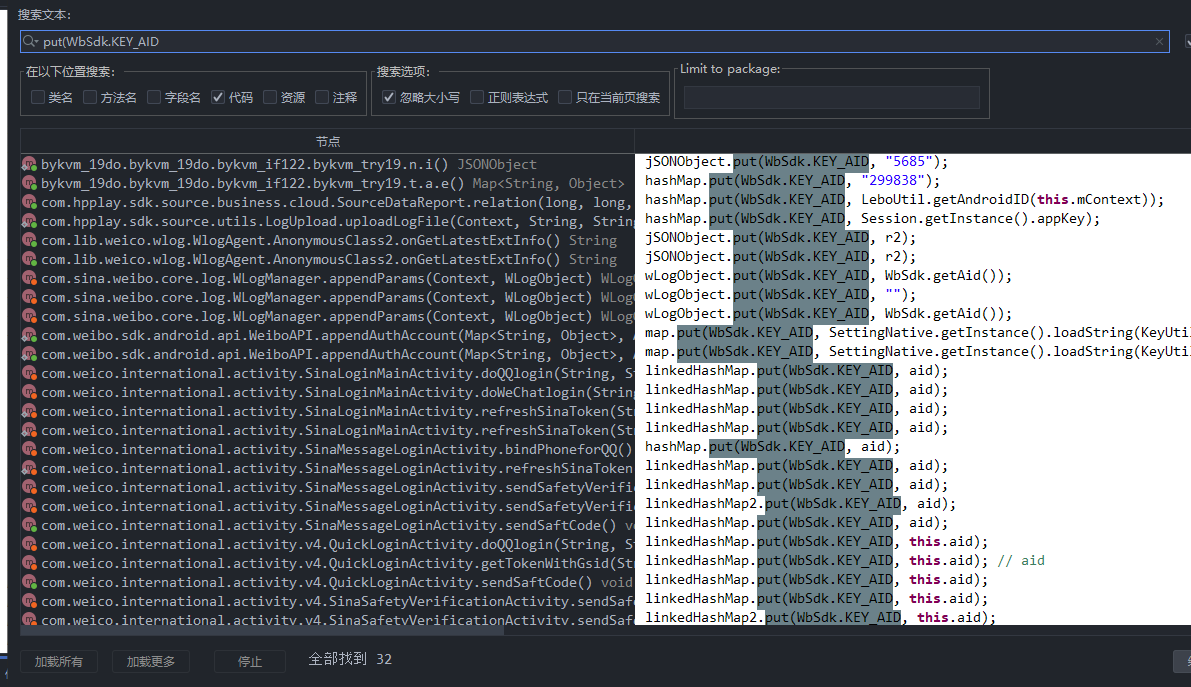 搜索文本:
put(WbSdk.KEY_AID
在以下位置搜索:
类名 方法名 字段名 代码 资源 注释
搜索选项:
忽略大小写 正则表达式 只在当前页搜索
Limit to package:
节点
bykvm_19do.bykvm_19do.bykvm_if122.bykvm_try19.n.i() JSONObject jSONObject.put(WbSdk.KEY_AID, "5685");
bykvm_19do.bykvm_19do.bykvm_if122.bykvm_try19.t.a.e() Map<String, Object> hashMap.put(WbSdk.KEY_AID, "299838");
com.hpplay.sdk.source.business.cloud.SourceDataReport.relation(long, long, hashMap.put(WbSdk.KEY_AID, LeboUtil.getAndroidID(this.mContext));
com.hpplay.sdk.source.utils.LogUpload.uploadLogFile(Context, String, Strin hashMap.put(WbSdk.KEY_AID, Session.getInstance().appKey);
com.lib.weico.wlog.WlogAgent.AnonymousClass2.onGetLatestExtInfo() String jSONObject.put(WbSdk.KEY_AID, r2);
com.lib.weico.wlog.WlogAgent.AnonymousClass2.onGetLatestExtInfo() String jSONObject.put(WbSdk.KEY_AID, r2);
com.sina.weibo.core.log.WLogManager.appendParams(Context, WLogObject) WLog wLogObject.put(WbSdk.KEY_AID, WbSdk.getAid());
com.sina.weibo.core.log.WLogManager.appendParams(Context, WLogObject) WLog wLogObject.put(WbSdk.KEY_AID, "");
com.sina.weibo.core.log.WLogManager.appendParams(Context, WLogObject) WLog wLogObject.put(WbSdk.KEY_AID, WbSdk.getAid());
com.weibo.sdk.android.api.WeiboAPI.appendAuthAccount(Map<String, Object>, map.put(WbSdk.KEY_AID, SettingNative.getInstance().loadString(KeyUtil
com.weibo.sdk.android.api.WeiboAPI.appendAuthAccount(Map<String, Object>, map.put(WbSdk.KEY_AID, SettingNative.getInstance().loadString(KeyUtil
com.weico.international.activity.SinaLoginMainActivity.doQQlogin(String, S linkedHashMap.put(WbSdk.KEY_AID, aid);
com.weico.international.activity.SinaLoginMainActivity.doWeChatlogin(String linkedHashMap.put(WbSdk.KEY_AID, aid);
com.weico.international.activity.SinaLoginMainActivity.refreshSinaToken(St linkedHashMap.put(WbSdk.KEY_AID, aid);
com.weico.international.activity.SinaLoginMainActivity.refreshSinaToken(St linkedHashMap.put(WbSdk.KEY_AID, aid);
com.weico.international.activity.SinaMessageLoginActivity.bindPhoneforQQ() hashMap.put(WbSdk.KEY_AID, aid);
com.weico.international.activity.SinaMessageLoginActivity.refreshSinaToken linkedHashMap.put(WbSdk.KEY_AID, aid);
com.weico.international.activity.SinaMessageLoginActivity.sendSafetyVerifi linkedHashMap.put(WbSdk.KEY_AID, aid);
com.weico.international.activity.SinaMessageLoginActivity.sendSafetyVerifi linkedHashMap2.put(WbSdk.KEY_AID, aid);
com.weico.international.activity.SinaMessageLoginActivity.sendSaftCode() v linkedHashMap.put(WbSdk.KEY_AID, aid);
com.weico.international.activity.v4.QuickLoginActivity.doQQlogin(String, S linkedHashMap.put(WbSdk.KEY_AID, this.aid);
com.weico.international.activity.v4.QuickLoginActivity.getTokenWithGsid(St linkedHashMap.put(WbSdk.KEY_AID, this.aid); // aid
com.weico.international.activity.v4.QuickLoginActivity.sendSaftCode() void linkedHashMap.put(WbSdk.KEY_AID, this.aid);
com.weico.international.activity.v4.SinaSafetyVerificationActivity.sendSaf linkedHashMap.put(WbSdk.KEY_AID, this.aid);
com.weico.international.activity.v4.SinaSafetyVerificationActivity.sendSaf linkedHashMap2.put(WbSdk.KEY_AID, this.aid);
加载所有 加载更多 停止 全部找到 32